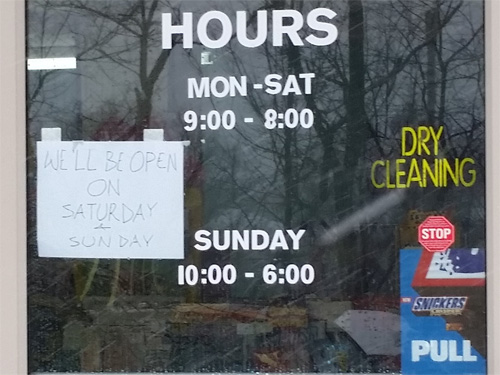 HOURS
MON-SAT
9:00 - 8:00
WE'LL BE OPEN
ON
SATURDAY
&
SUNDAY
SUNDAY
10:00 - 6:00
DRY
CLEANING
STOP
SNICKERS
PULL